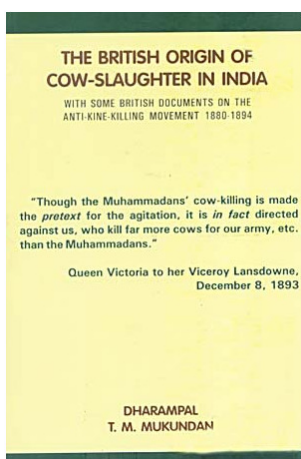 THE BRITISH ORIGIN OF
COW-SLAUGHTER IN INDIA
WITH SOME BRITISH DOCUMENTS ON THE
ANTI-KINE-KILLING MOVEMENT 1880-1894
"Though the Muhammadans' cow-killing is made
the pretext for the agitation, it is in fact directed
against us, who kill far more cows for our army, etc.
than the Muhammadans."
Queen Victoria to her Viceroy Lansdowne,
December 8, 1893
DHARAMPAL
T. M. MUKUNDAN